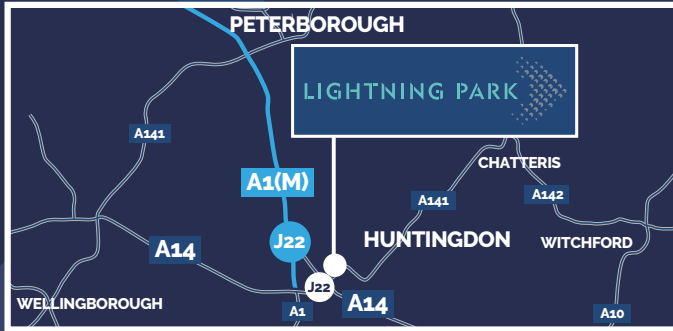 PETERBOROUGH
LIGHTNING PARK
A141
CHATTERIS
A1(M)
A141
A142
J22
HUNTINGDON
WITCHFORD
A14
J22
WELLINGBOROUGH
A1
A14
A10